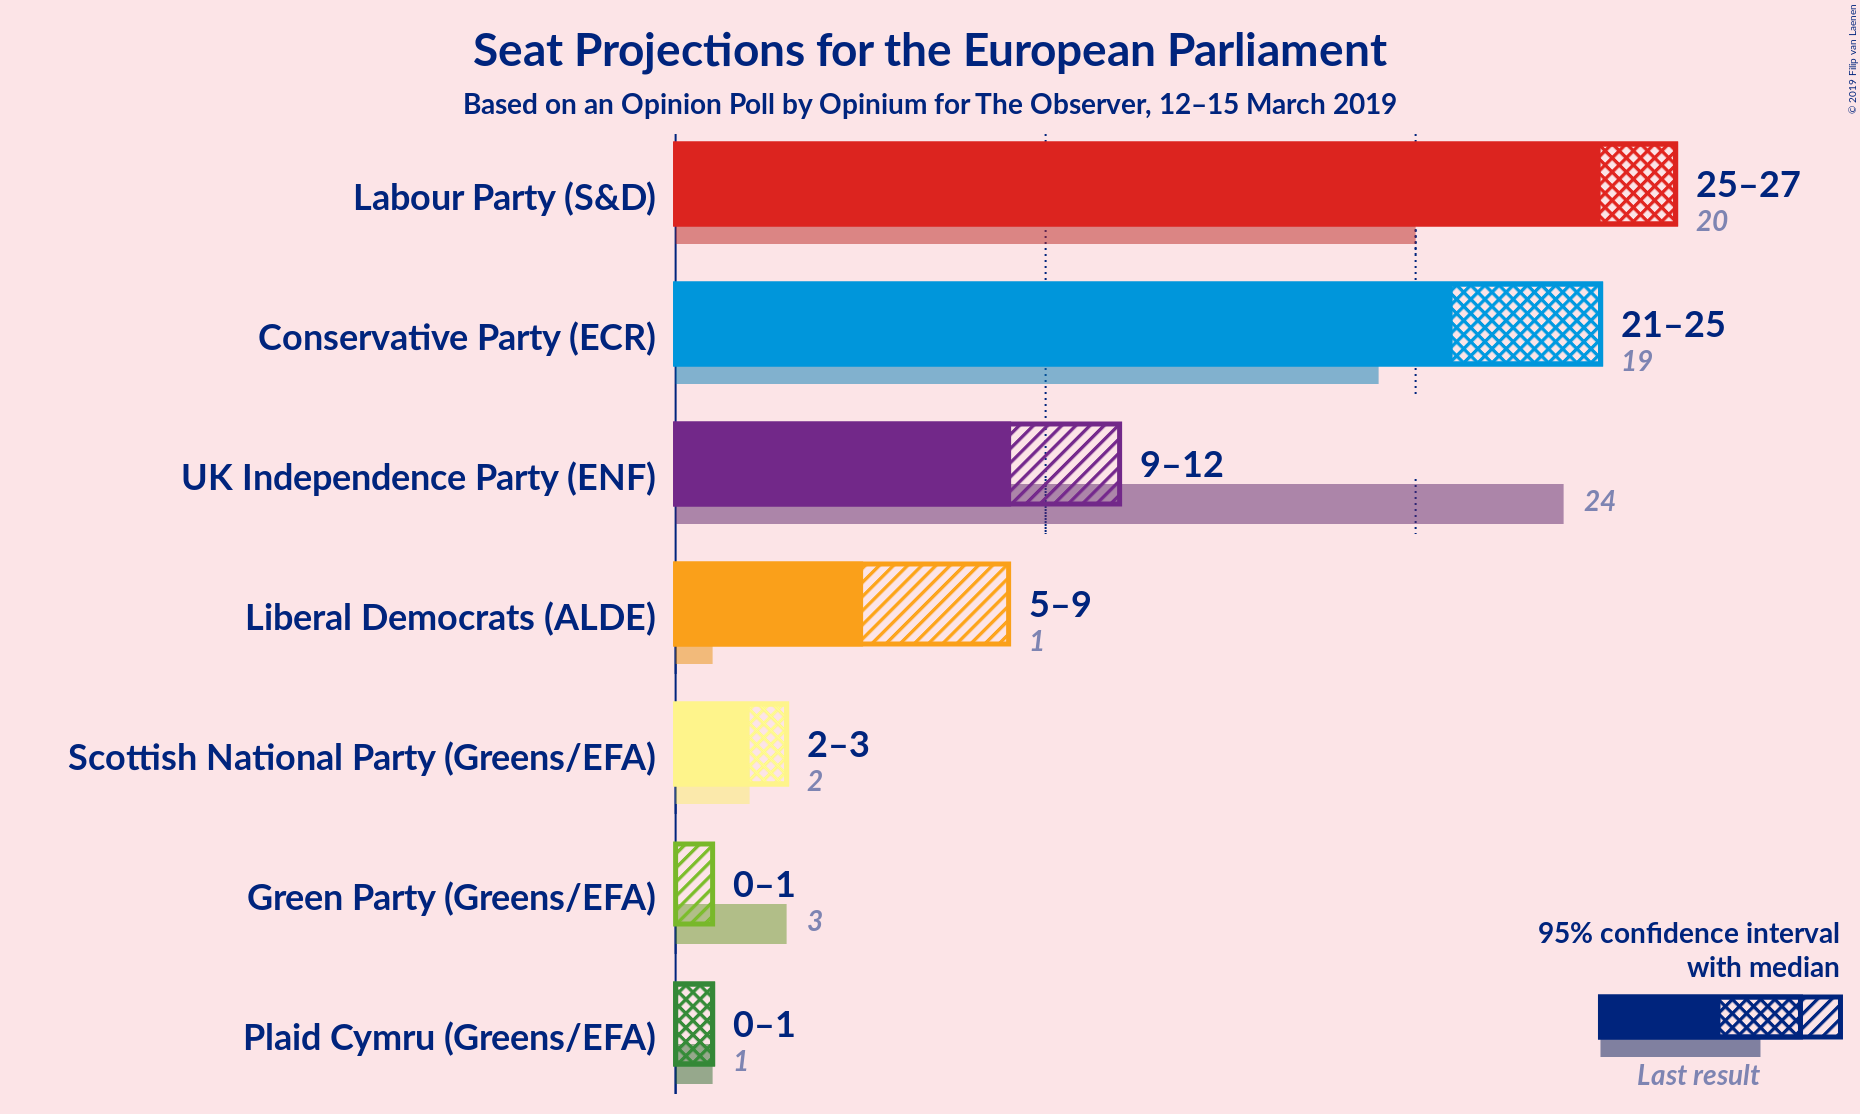 Seat Projections for the European Parliament
Based on an Opinion Poll by Opinium for The Observer, 12–15 March 2019
© 2019 Filip van Laenen
Labour Party (S&D)
25–27
20
Conservative Party (ECR)
21–25
19
UK Independence Party (ENF)
9–12
24
Liberal Democrats (ALDE)
5–9
1
Scottish National Party (Greens/EFA)
2–3
2
Green Party (Greens/EFA)
0–1
3
Plaid Cymru (Greens/EFA)
0–1
1
95% confidence interval
with median
Last result